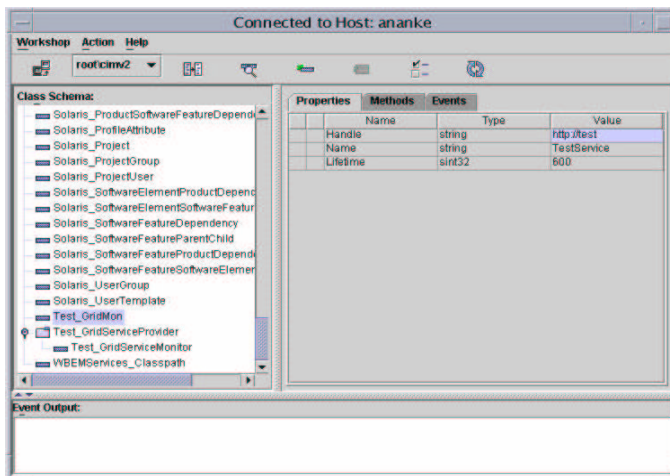 Connected to Host: ananke
Workshop Action Help
root\cimv2
Class Schema:
Solaris_ProductSoftwareFeatureDepend
Solaris_ProfileAttribute
Solaris_Project
Solaris_ProjectGroup
Solaris_ProjectUser
Solaris_SoftwareElementProductDepend
Solaris_SoftwareElementSoftwareFeatur
Solaris_SoftwareFeatureDependency
Solaris_SoftwareFeatureParentChild
Solaris_SoftwareFeatureProductDepend
Solaris_SoftwareFeatureSoftwareElemer
Solaris_UserGroup
Solaris_UserTemplate
Test_GridMon
Test_GridServiceProvider
Test_GridServiceMonitor
WBEMServices_Classpath
Properties Methods Events
Name Type Value
Handle string http://test
Name string TestService
Lifetime sint32 600
Event Output: